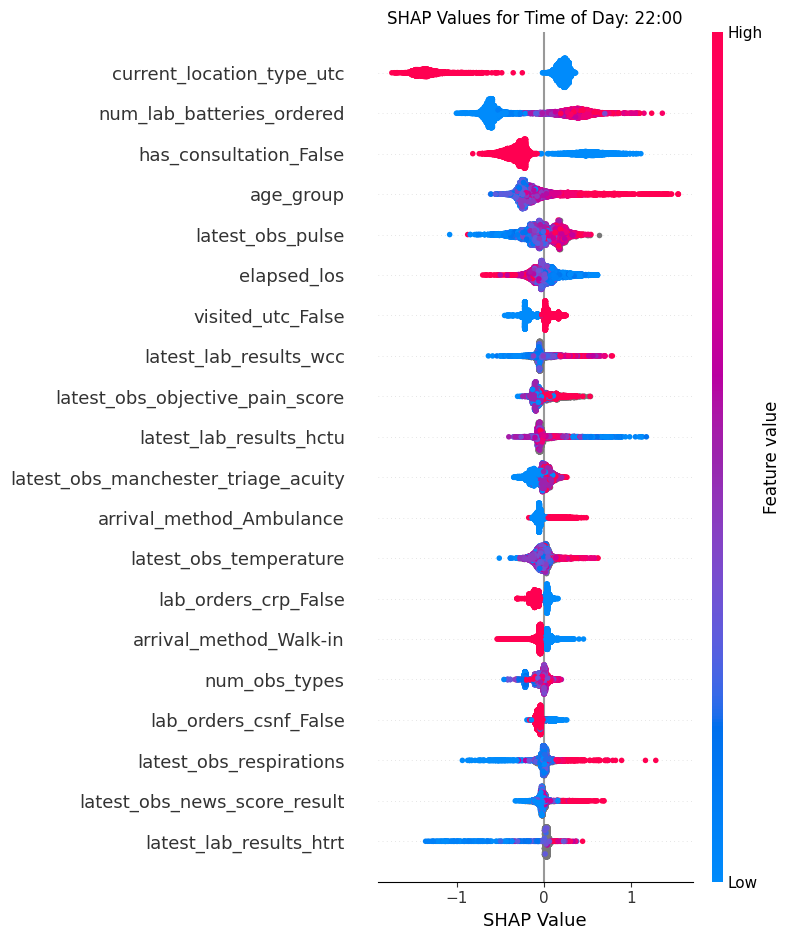 SHAP Values for Time of Day: 22:00
High
current_location_type_utc
num_lab_batteries_ordered
has_consultation_False
age_group
latest_obs_pulse
elapsed_los
visited_utc_False
latest_lab_results_wcc
latest_obs_objective_pain_score
latest_lab_results_hctu
latest_obs_manchester_triage_acuity
arrival_method_Ambulance
latest_obs_temperature
lab_orders_crp_False
arrival_method_Walk-in
num_obs_types
lab_orders_csnf_False
latest_obs_respirations
latest_obs_news_score_result
latest_lab_results_htrt
Feature value
Low
−1 0 1
SHAP Value